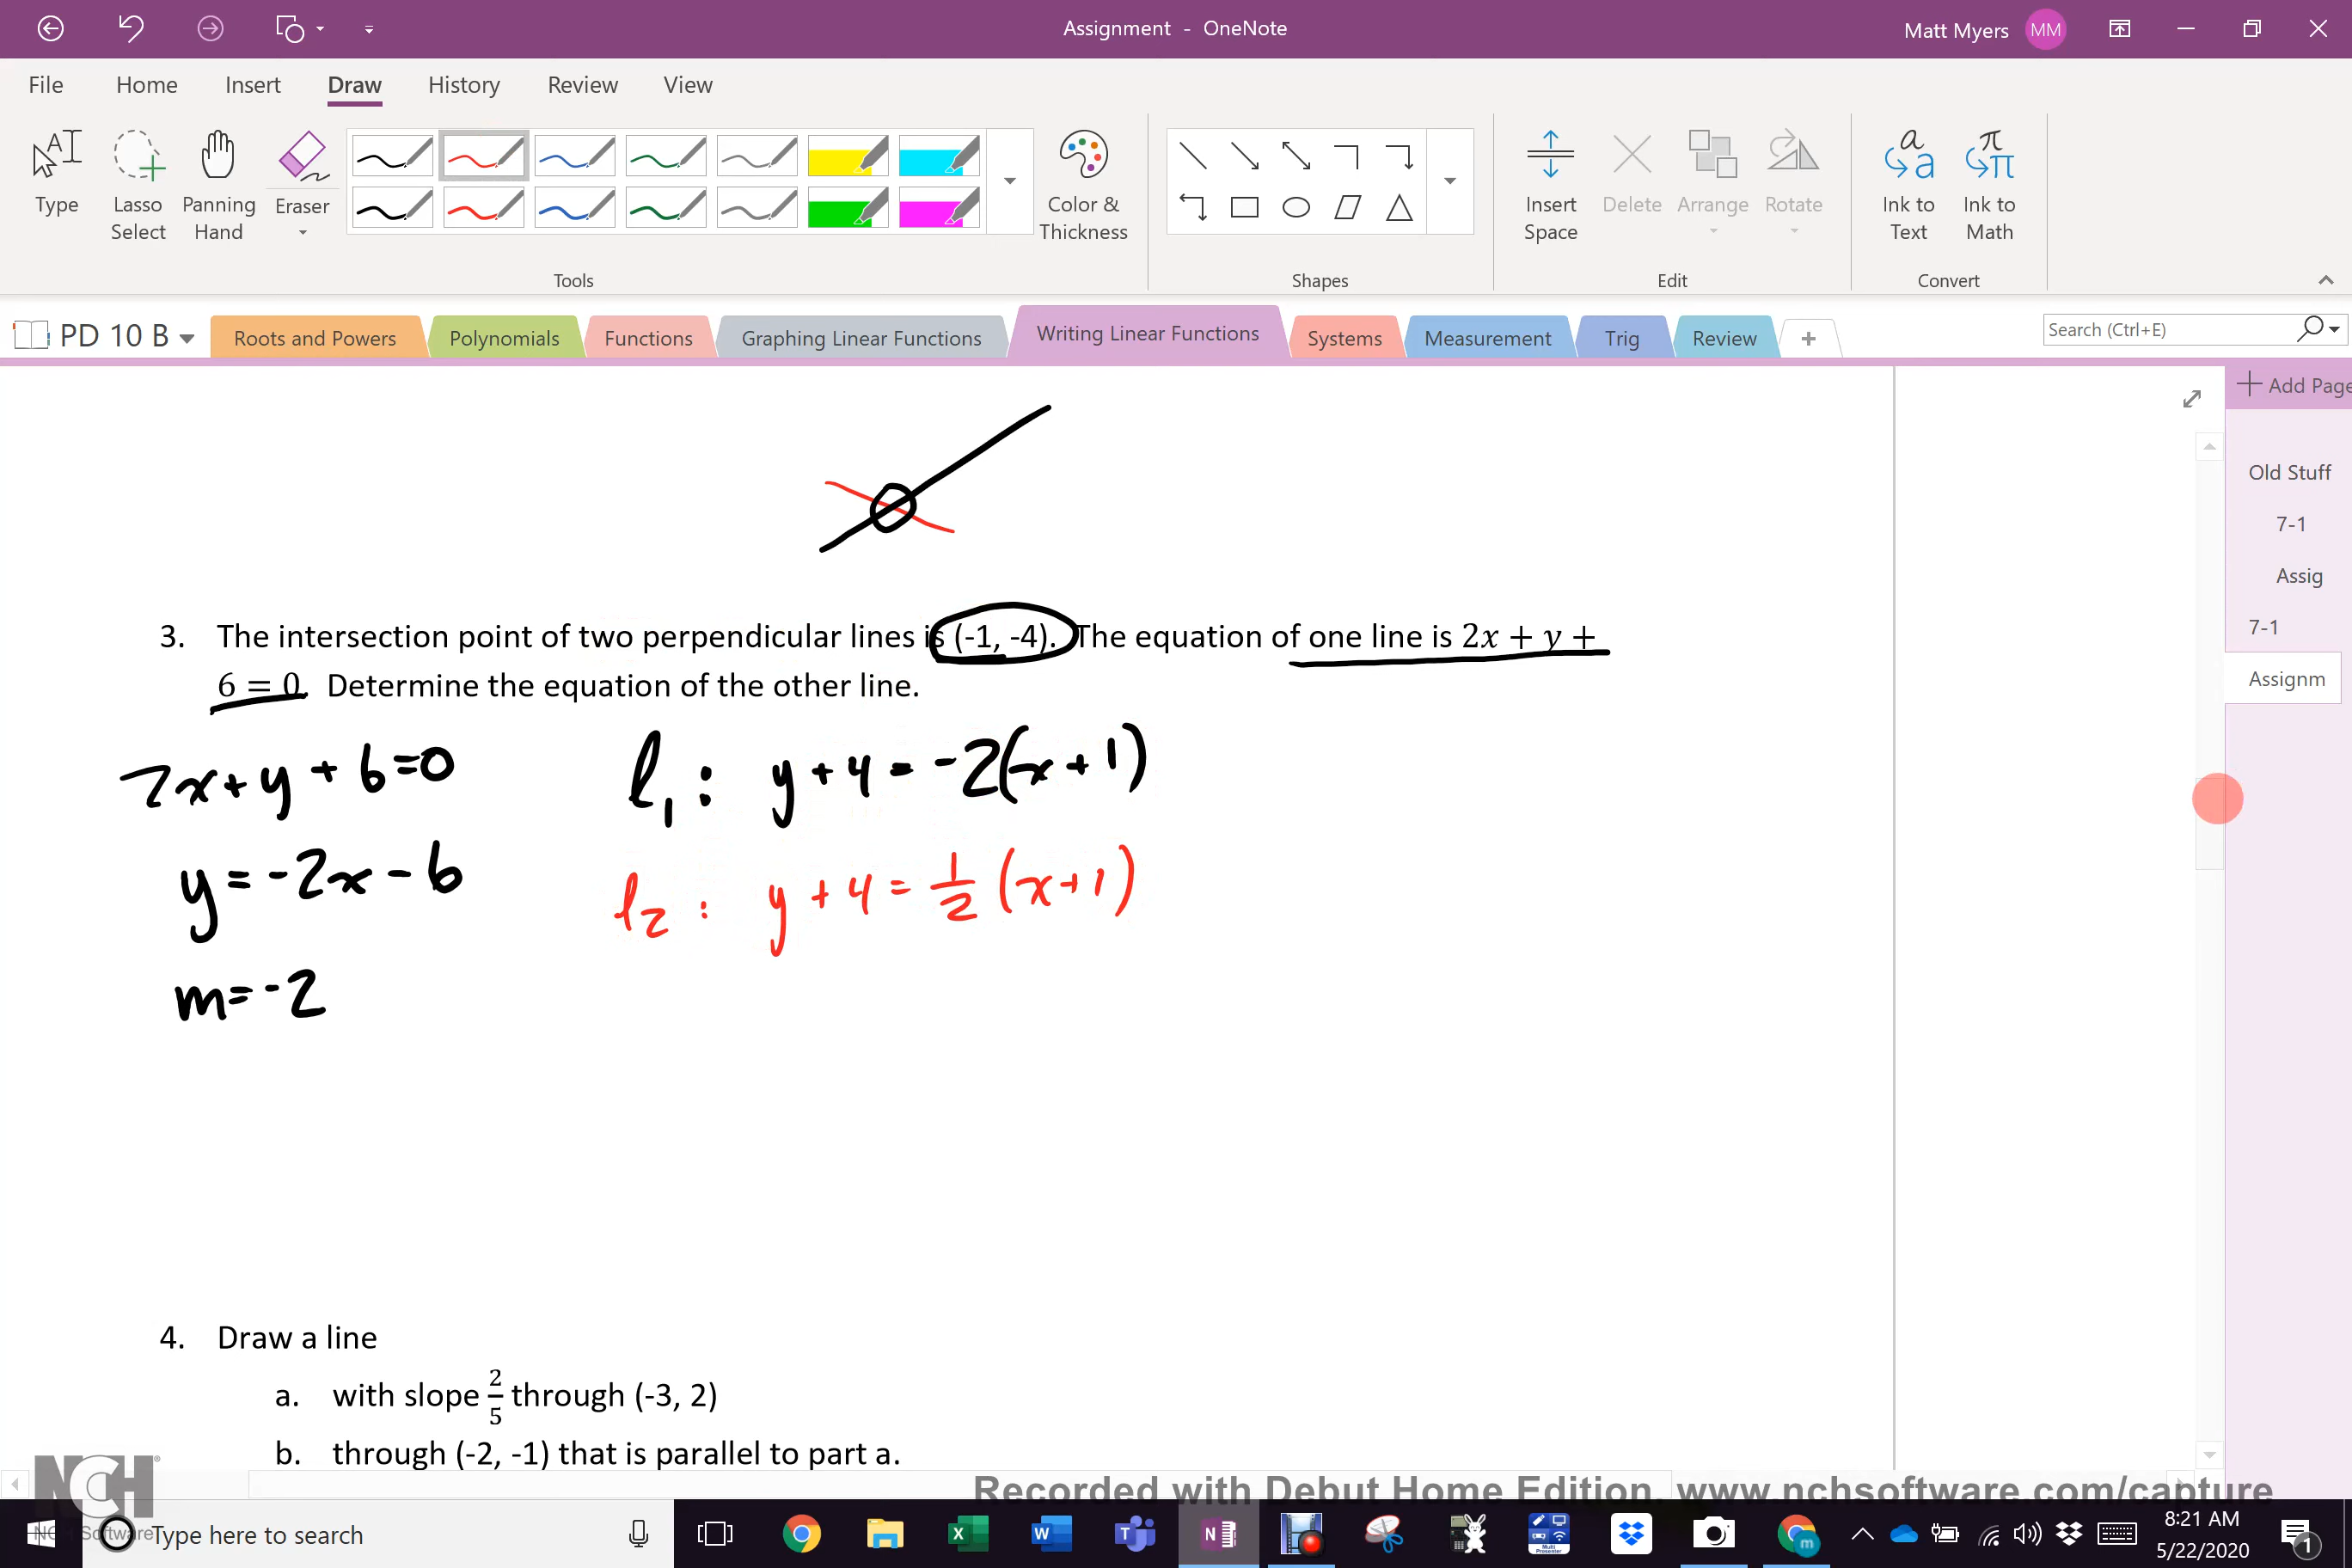 Assignment - OneNote
Matt Myers MM
File Home Insert Draw History Review View
Type Lasso Select Panning Hand Eraser Color & Thickness Insert Space Delete Arrange Rotate Ink to Text Ink to Math
Tools Shapes Edit Convert
PD 10 B Roots and Powers Polynomials Functions Graphing Linear Functions Writing Linear Functions Systems Measurement Trig Review + Search (Ctrl+E)
Add Page
Old Stuff
7-1
Assig
7-1
Assignm
3. The intersection point of two perpendicular lines is (-1, -4). The equation of one line is 2x + y +
6 = 0. Determine the equation of the other line.
2x+y+6=0
l1: y+4=-2(x+1)
y=-2x-6
l2: y+4=1/2(x+1)
m=-2
4. Draw a line
a. with slope 2/5 through (-3, 2)
b. through (-2, -1) that is parallel to part a.
NCH
NCH Software
Recorded with Debut Home Edition. www.nchsoftware.com/capture
Type here to search
8:21 AM
5/22/2020
1